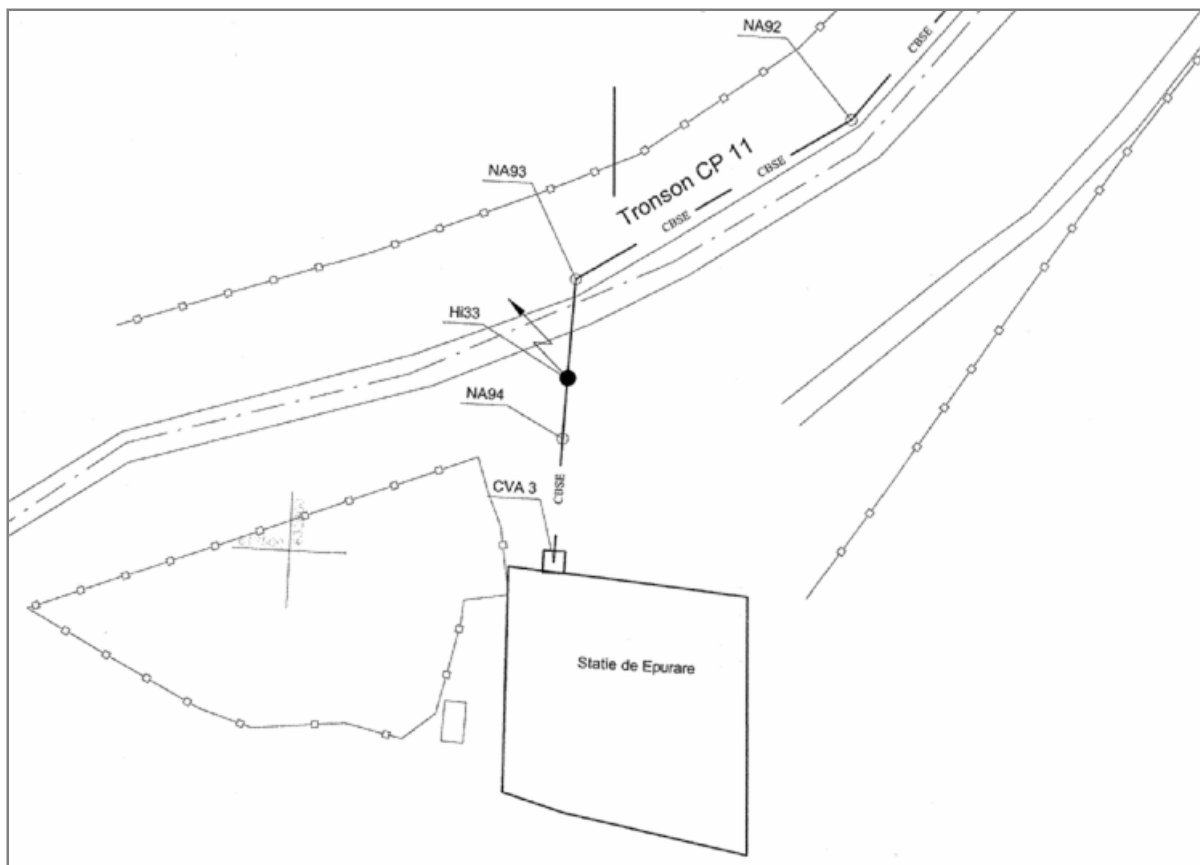 NA92
CBSE
NA93
Tronson CP 11
CBSE
CBSE
Hi33
NA94
CBSE
CVA 3
Statie de Epurare